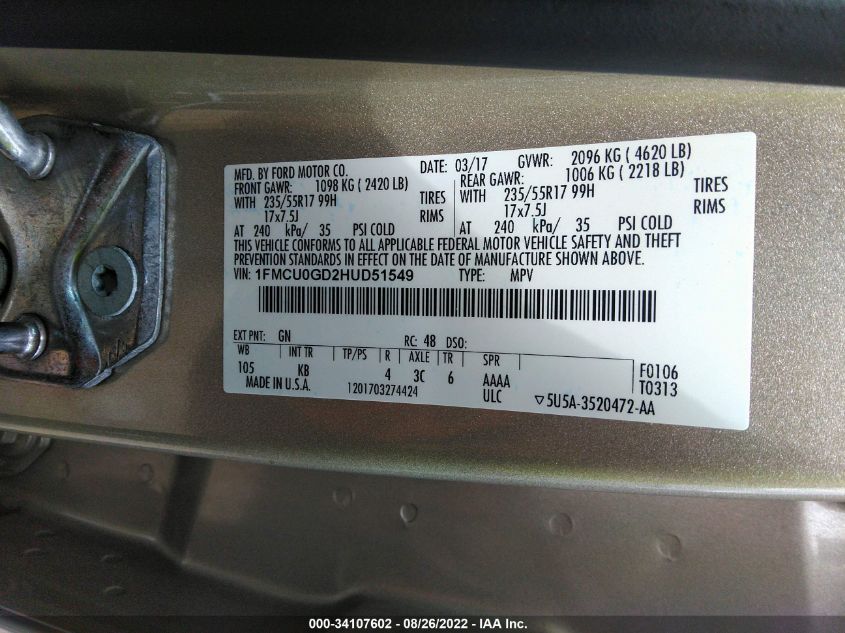 MFD. BY FORD MOTOR CO. DATE: 03/17 GVWR: 2096 KG ( 4620 LB)
FRONT GAWR: 1098 KG ( 2420 LB) REAR GAWR: 1006 KG ( 2218 LB)
WITH 235/55R17 99H TIRES WITH 235/55R17 99H TIRES
17x7.5J RIMS 17x7.5J RIMS
AT 240 kPa/ 35 PSI COLD AT 240 kPa/ 35 PSI COLD
THIS VEHICLE CONFORMS TO ALL APPLICABLE FEDERAL MOTOR VEHICLE SAFETY AND THEFT
PREVENTION STANDARDS IN EFFECT ON THE DATE OF MANUFACTURE SHOWN ABOVE.
VIN: 1FMCU0GD2HUD51549 TYPE: MPV
EXT PNT: GN RC: 48 DSO:
WB INT TR TP/PS R AXLE TR SPR
105 KB 4 3C 6 AAAA F0106
MADE IN U.S.A. 1201703274424 ULC ▽5U5A-3520472-AA T0313
000-34107602 - 08/26/2022 - IAA Inc.